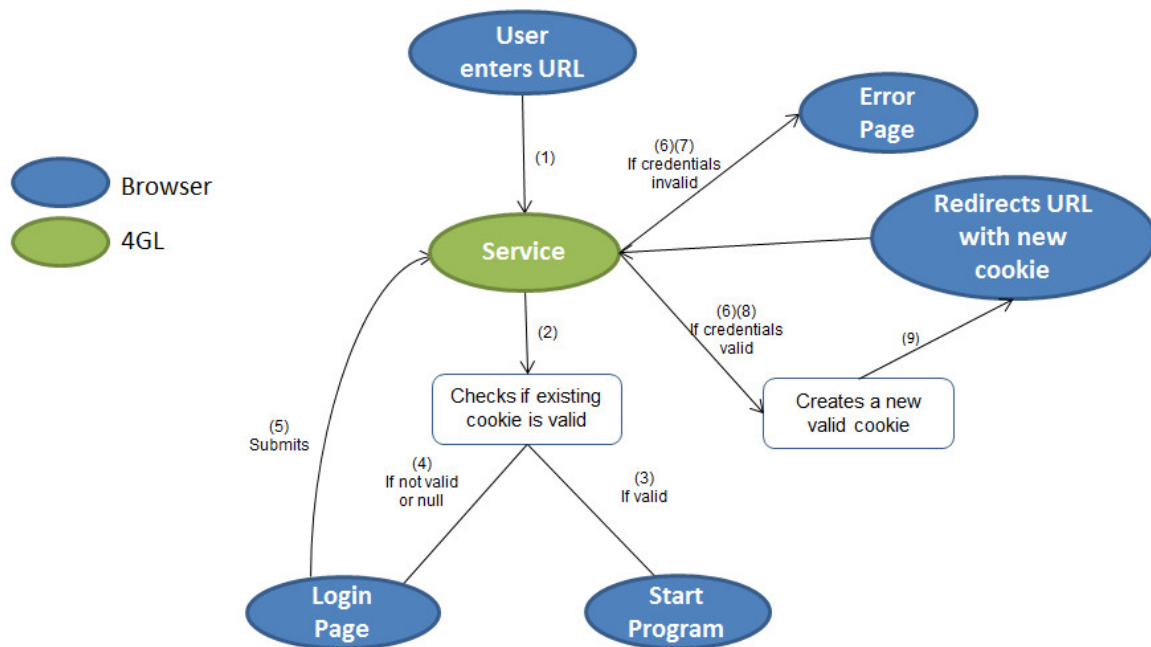 User
enters URL
Error
Page
(1)
(6)(7)
If credentials
invalid
Browser
4GL
Redirects URL
with new
cookie
Service
(2)
(6)(8)
If credentials
valid
(9)
Checks if existing
cookie is valid
Creates a new
valid cookie
(5)
Submits
(4)
If not valid
or null
(3)
If valid
Login
Page
Start
Program